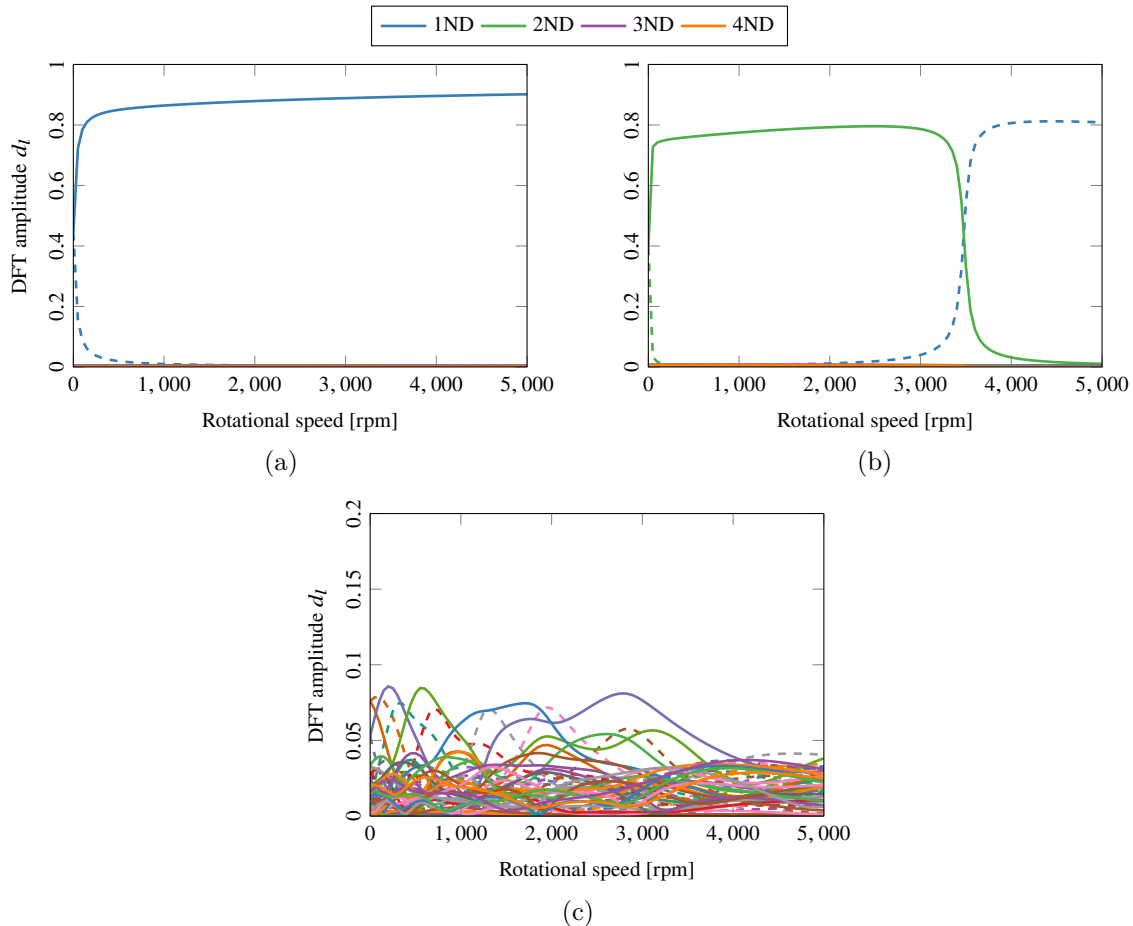 1ND 2ND 3ND 4ND
1
0.8
0.6
0.4
0.2
0
DFT amplitude dl
0 1, 000 2, 000 3, 000 4, 000 5, 000
Rotational speed [rpm]
(a)
1
0.8
0.6
0.4
0.2
0
0 1, 000 2, 000 3, 000 4, 000 5, 000
Rotational speed [rpm]
(b)
0.2
0.15
0.1
0.05
0
DFT amplitude dl
0 1, 000 2, 000 3, 000 4, 000 5, 000
Rotational speed [rpm]
(c)